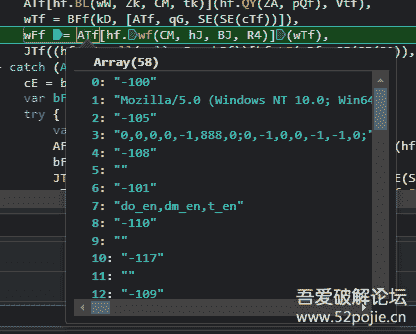 ATf[hf.BL(wW, Zk, CM, tk)](hf.QY(ZA, pQf), Vtf),
wTf = BFf(kD, [ATf, qG, SE(SE(cTf))]),
wFf = ATf[hf.wf(CM, hJ, BJ, R4)](wTf),
JTf((h
catch (A
cE = b
var bF
try {
va
AF
bf
JT
Array(58)
0: "-100"
1: "Mozilla/5.0 (Windows NT 10.0; Win64
2: "-105"
3: "0,0,0,0,-1,888,0;0,-1,0,0,-1,-1,0;"
4: "-108"
5: ""
6: "-101"
7: "do_en,dm_en,t_en"
8: "-110"
9: ""
10: "-117"
11: ""
12: "-109"
吾爱破解论坛
www.52pojie.cn